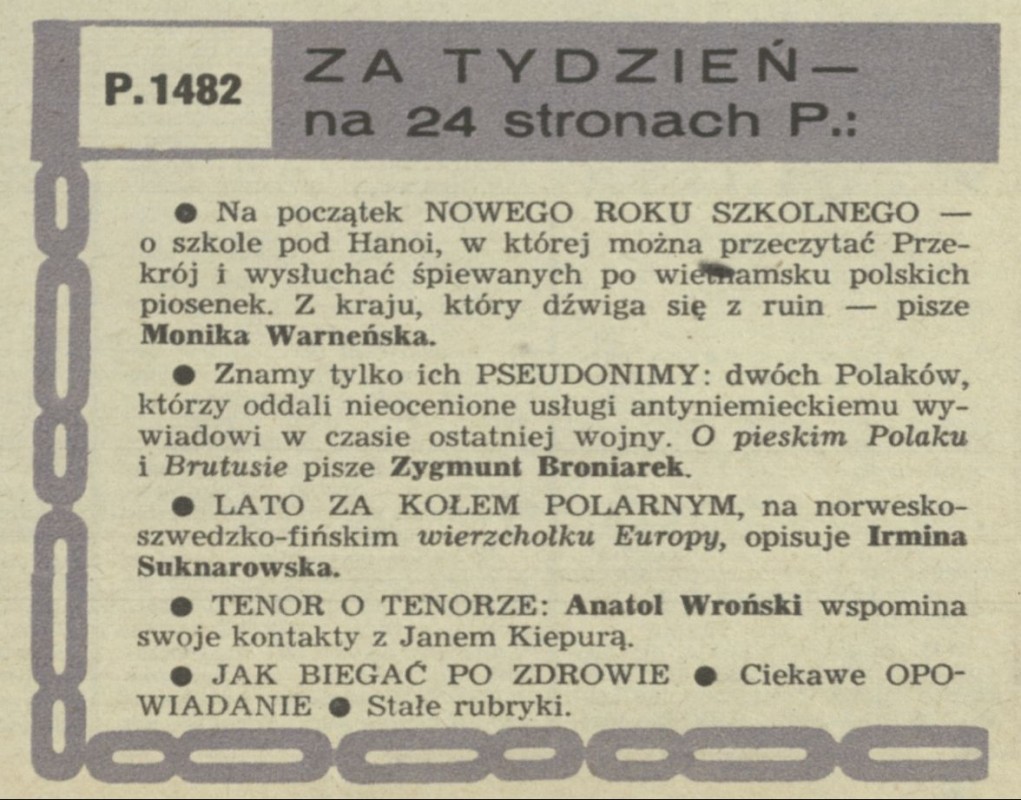 P.1482
ZA TYDZIEŃ—
na 24 stronach P.:
● Na początek NOWEGO ROKU SZKOLNEGO —
o szkole pod Hanoi, w której można przeczytać Prze-
krój i wysłuchać śpiewanych po wietnamsku polskich
piosenek. Z kraju, który dźwiga się z ruin — pisze
Monika Warneńska.
● Znamy tylko ich PSEUDONIMY: dwóch Polaków,
którzy oddali nieocenione usługi antyniemieckiemu wy-
wiadowi w czasie ostatniej wojny. O pieskim Polaku
i Brutusie pisze Zygmunt Broniarek.
● LATO ZA KOŁEM POLARNYM, na norwesko-
szwedzko-fińskim wierzchołku Europy, opisuje Irmina
Suknarowska.
● TENOR O TENORZE: Anatol Wroński wspomina
swoje kontakty z Janem Kiepurą.
● JAK BIEGAĆ PO ZDROWIE ● Ciekawe OPO-
WIADANIE ● Stałe rubryki.